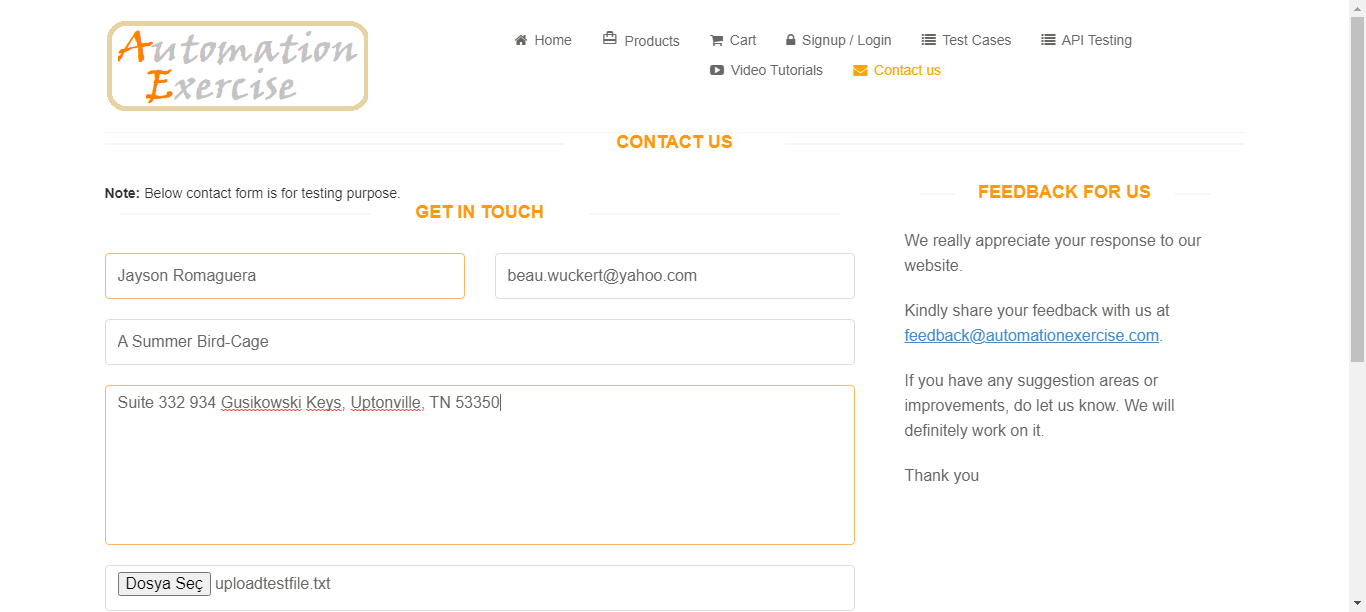 Automation
Exercise
Home
Products
Cart
Signup / Login
Test Cases
API Testing
Video Tutorials
Contact us
CONTACT US
Note: Below contact form is for testing purpose.
GET IN TOUCH
Jayson Romaguera
beau.wuckert@yahoo.com
A Summer Bird-Cage
Suite 332 934 Gusikowski Keys, Uptonville, TN 53350
Dosya Seç uploadtestfile.txt
FEEDBACK FOR US
We really appreciate your response to our
website.
Kindly share your feedback with us at
feedback@automationexercise.com.
If you have any suggestion areas or
improvements, do let us know. We will
definitely work on it.
Thank you